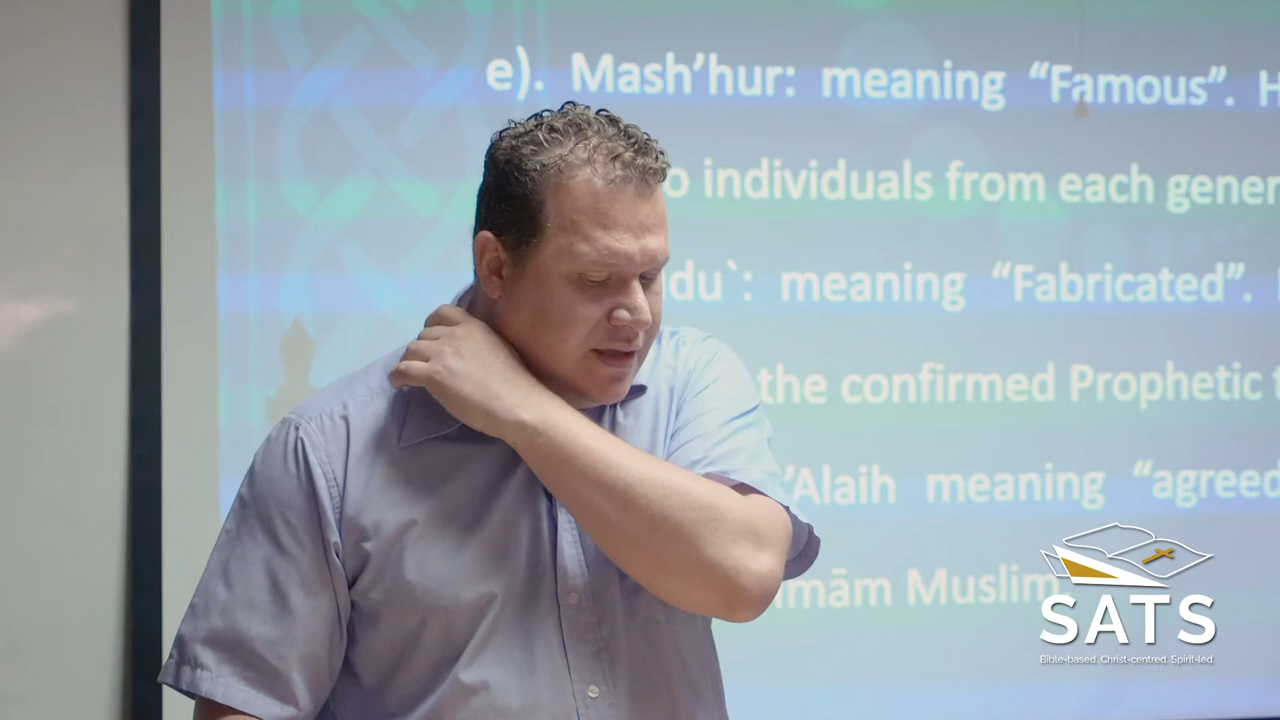 e). Mash’hur: meaning “Famous”. H
o individuals from each gener
du`: meaning “Fabricated”.
the confirmed Prophetic
’Alaih meaning “agreed
Imām Muslim
SATS
Bible-based. Christ-centred. Spirit-led